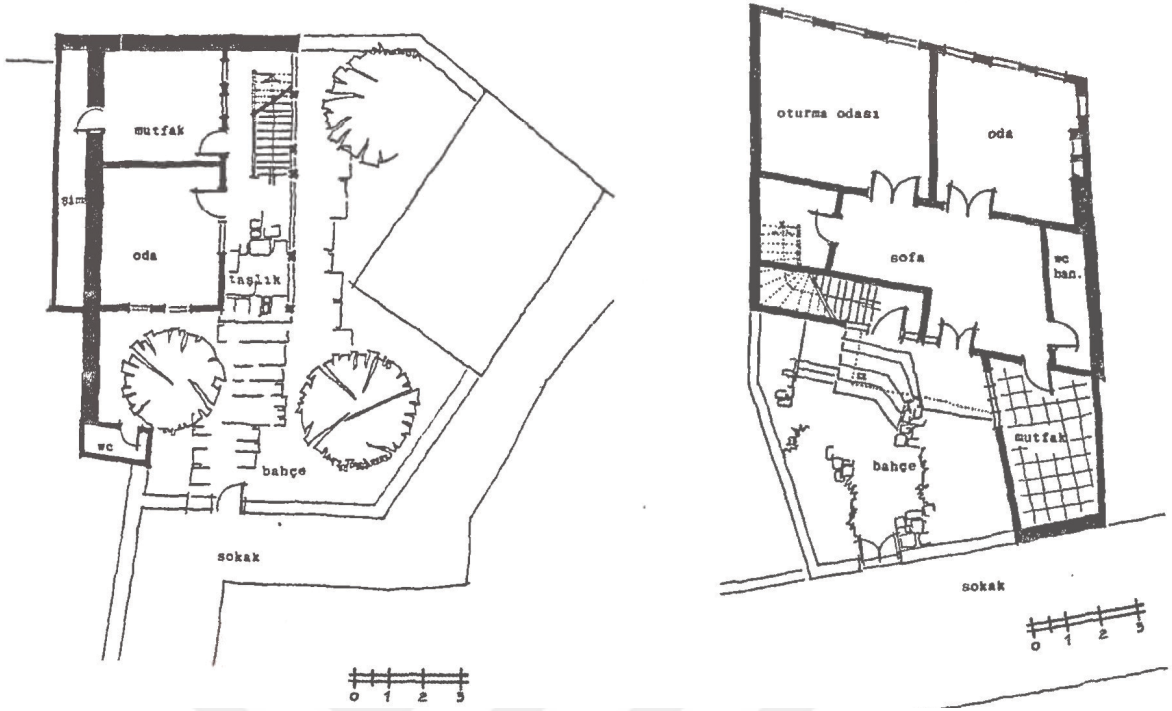 mutfak
şim
oda
taşlık
wc
bahçe
sokak
0 1 2 3
oturma odası
oda
sofa
wc
ban.
mutfak
bahçe
sokak
0 1 2 3